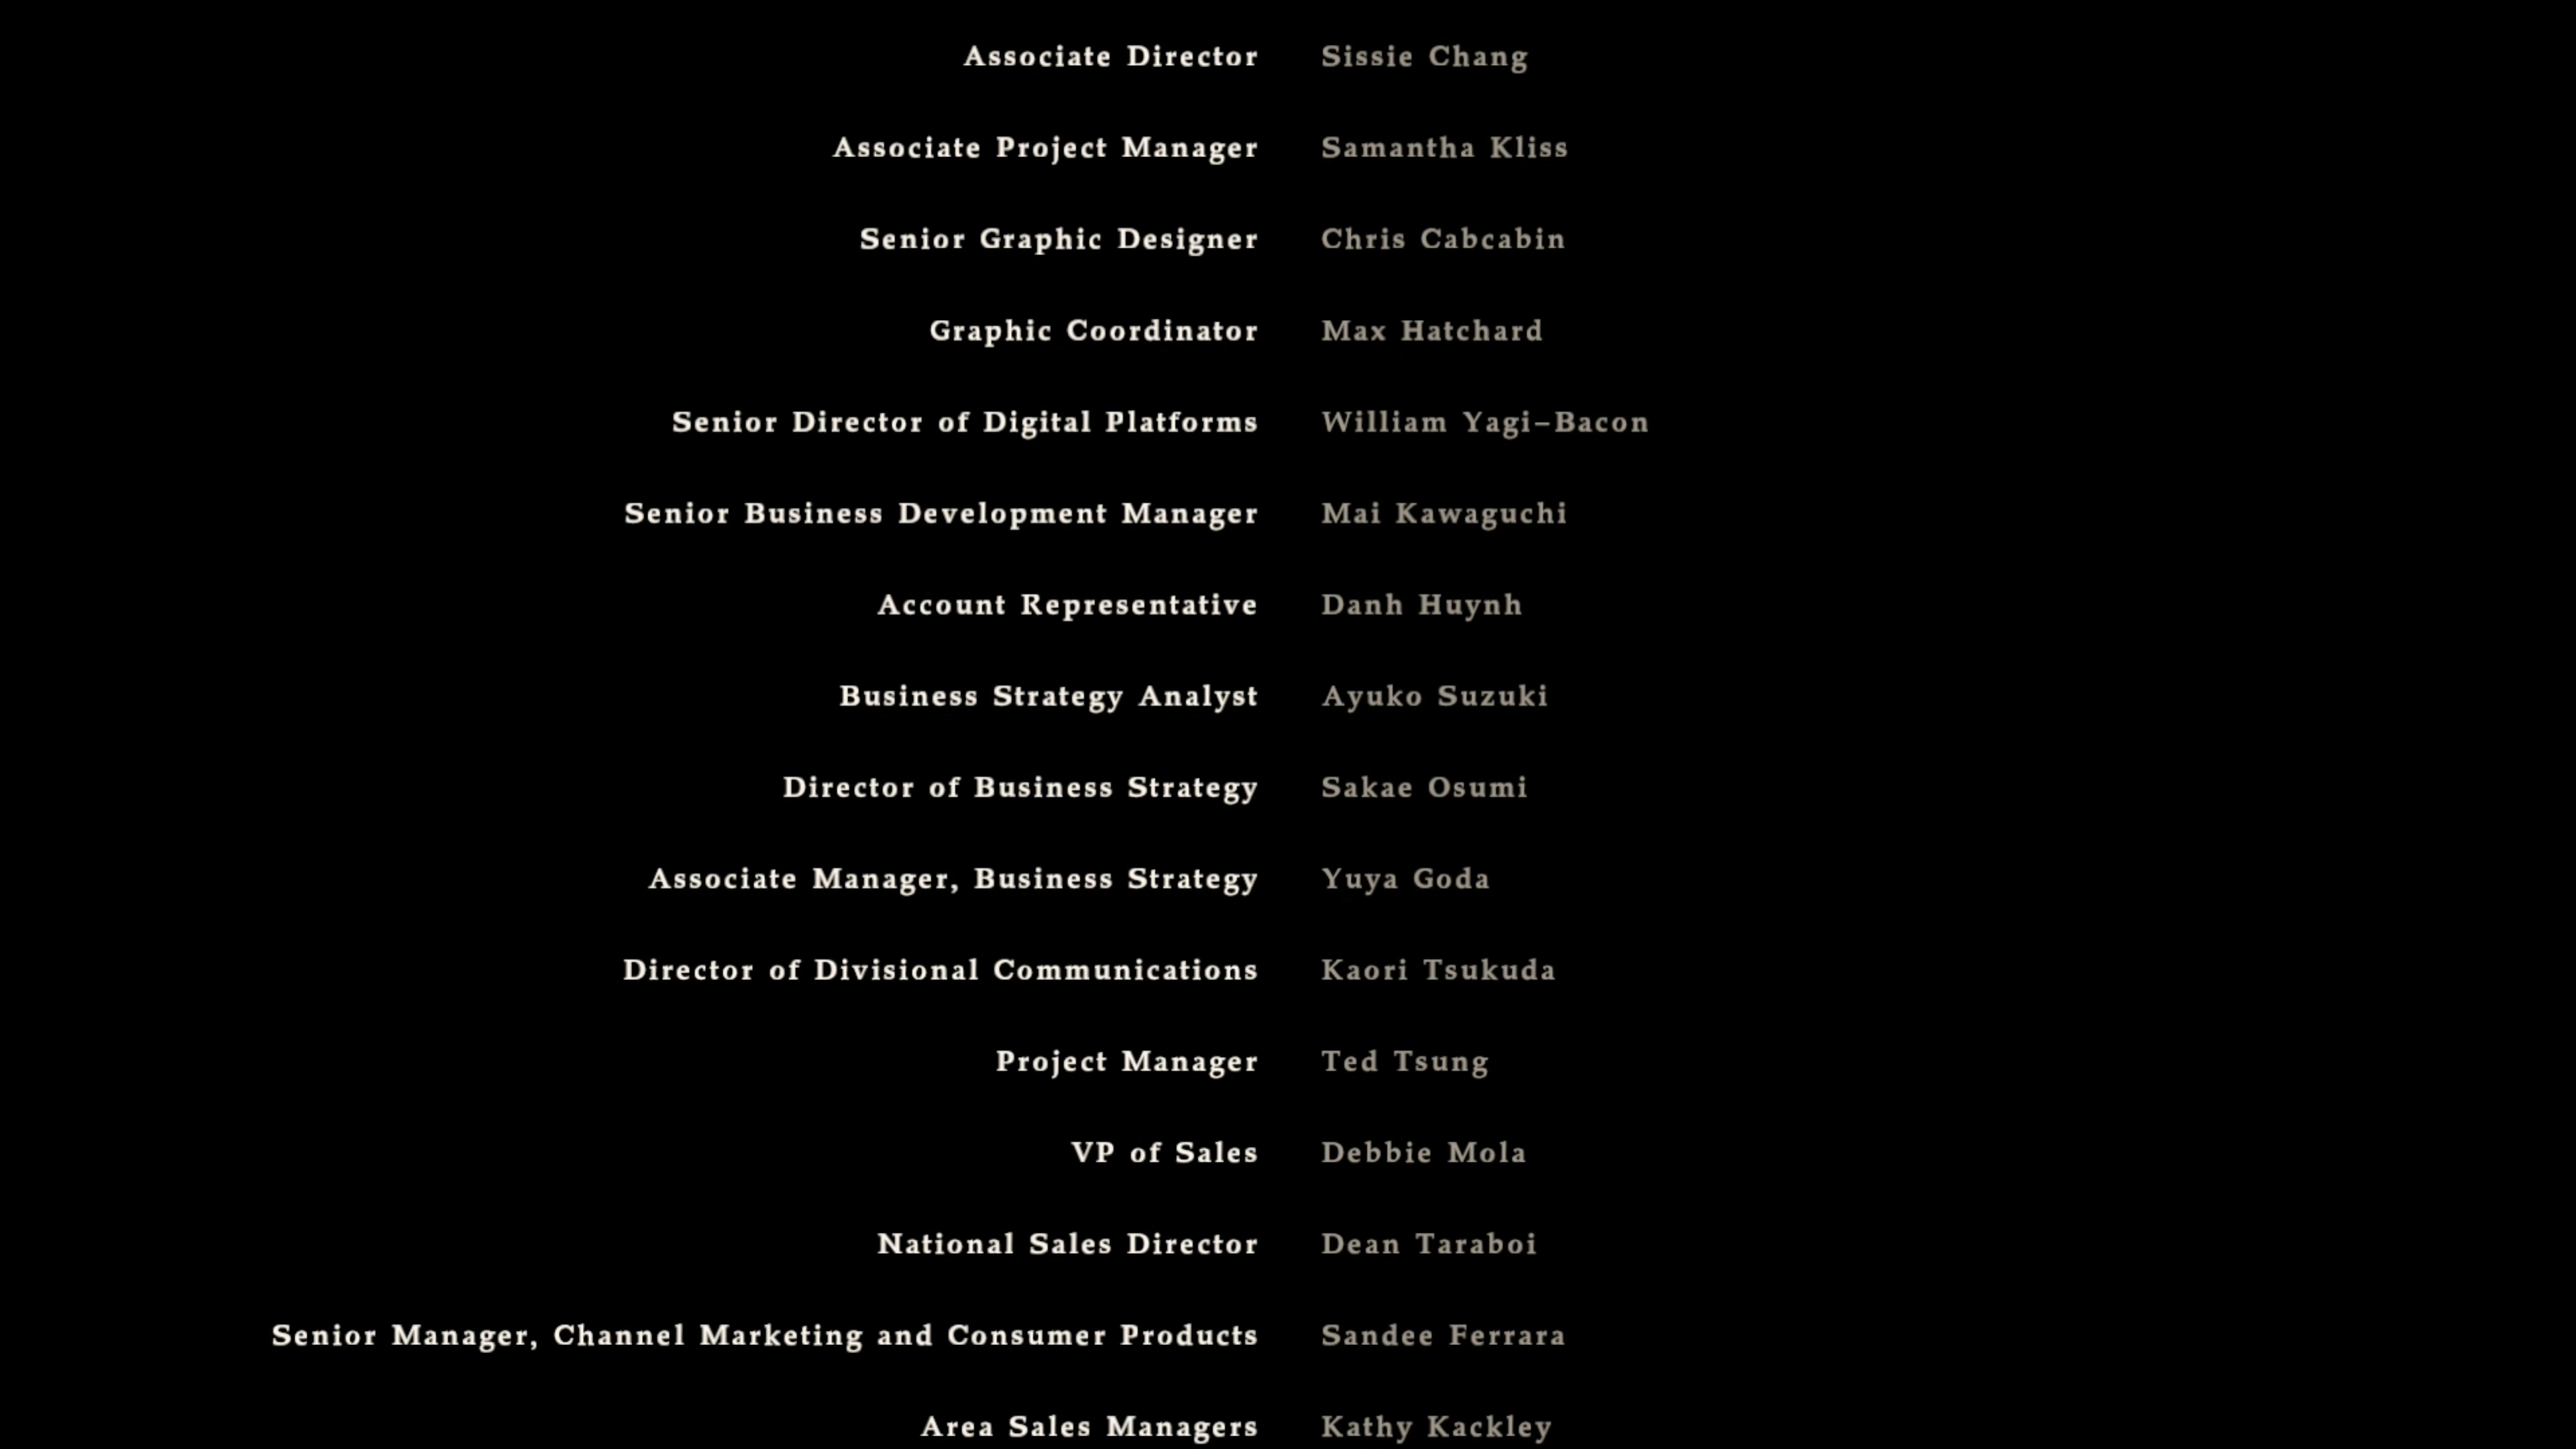 Associate Director Sissie Chang
Associate Project Manager Samantha Kliss
Senior Graphic Designer Chris Cabcabin
Graphic Coordinator Max Hatchard
Senior Director of Digital Platforms William Yagi–Bacon
Senior Business Development Manager Mai Kawaguchi
Account Representative Danh Huynh
Business Strategy Analyst Ayuko Suzuki
Director of Business Strategy Sakae Osumi
Associate Manager, Business Strategy Yuya Goda
Director of Divisional Communications Kaori Tsukuda
Project Manager Ted Tsung
VP of Sales Debbie Mola
National Sales Director Dean Taraboi
Senior Manager, Channel Marketing and Consumer Products Sandee Ferrara
Area Sales Managers Kathy Kackley